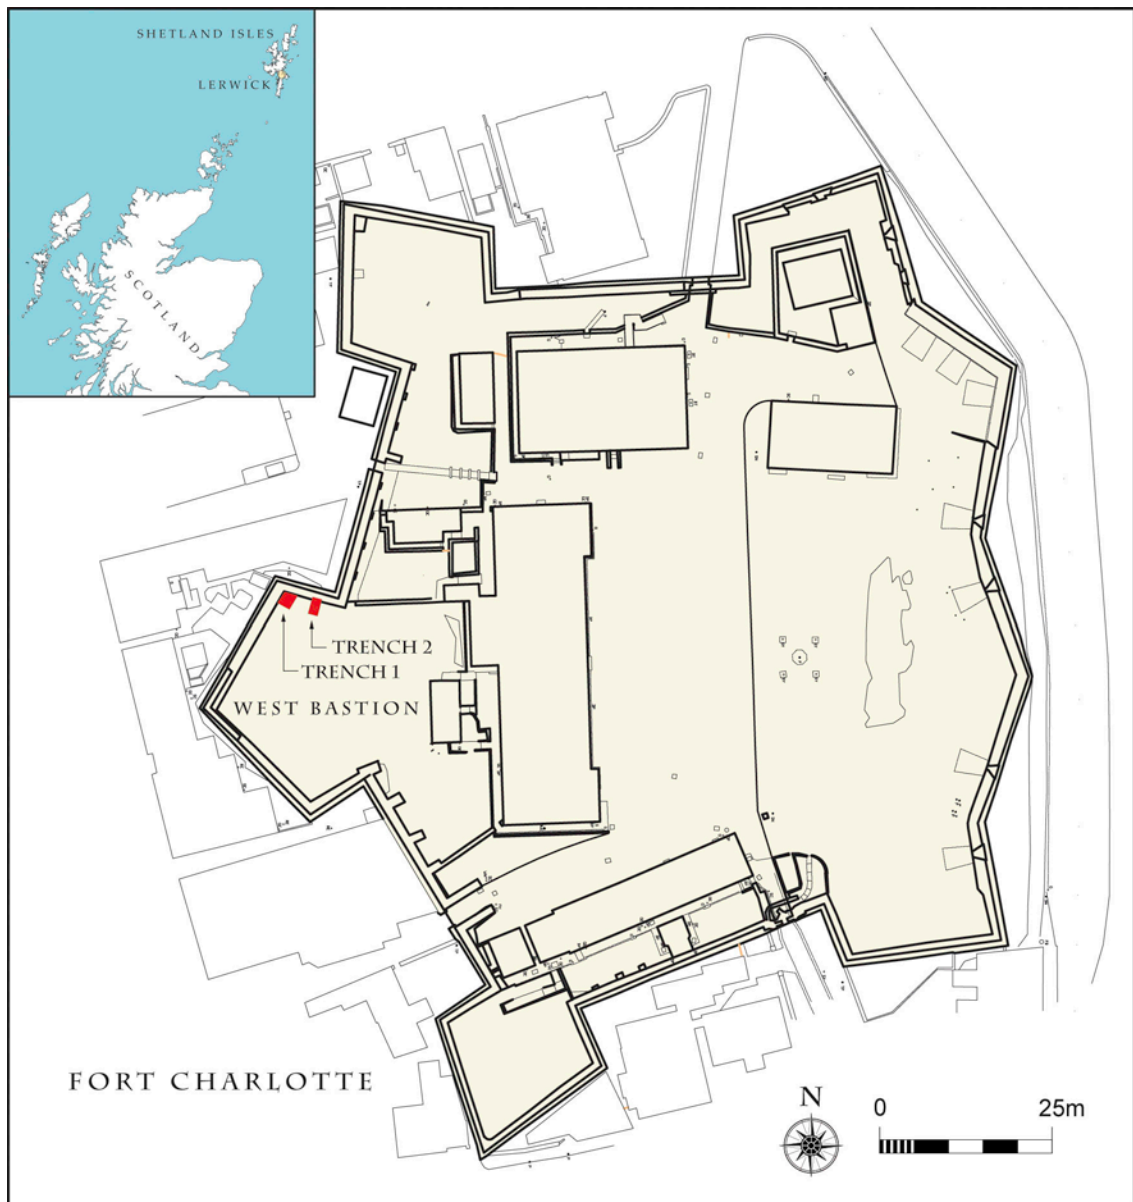 SHETLAND ISLES
LERWICK
SCOTLAND
TRENCH 2
TRENCH 1
WEST BASTION
FORT CHARLOTTE
N
0 25m